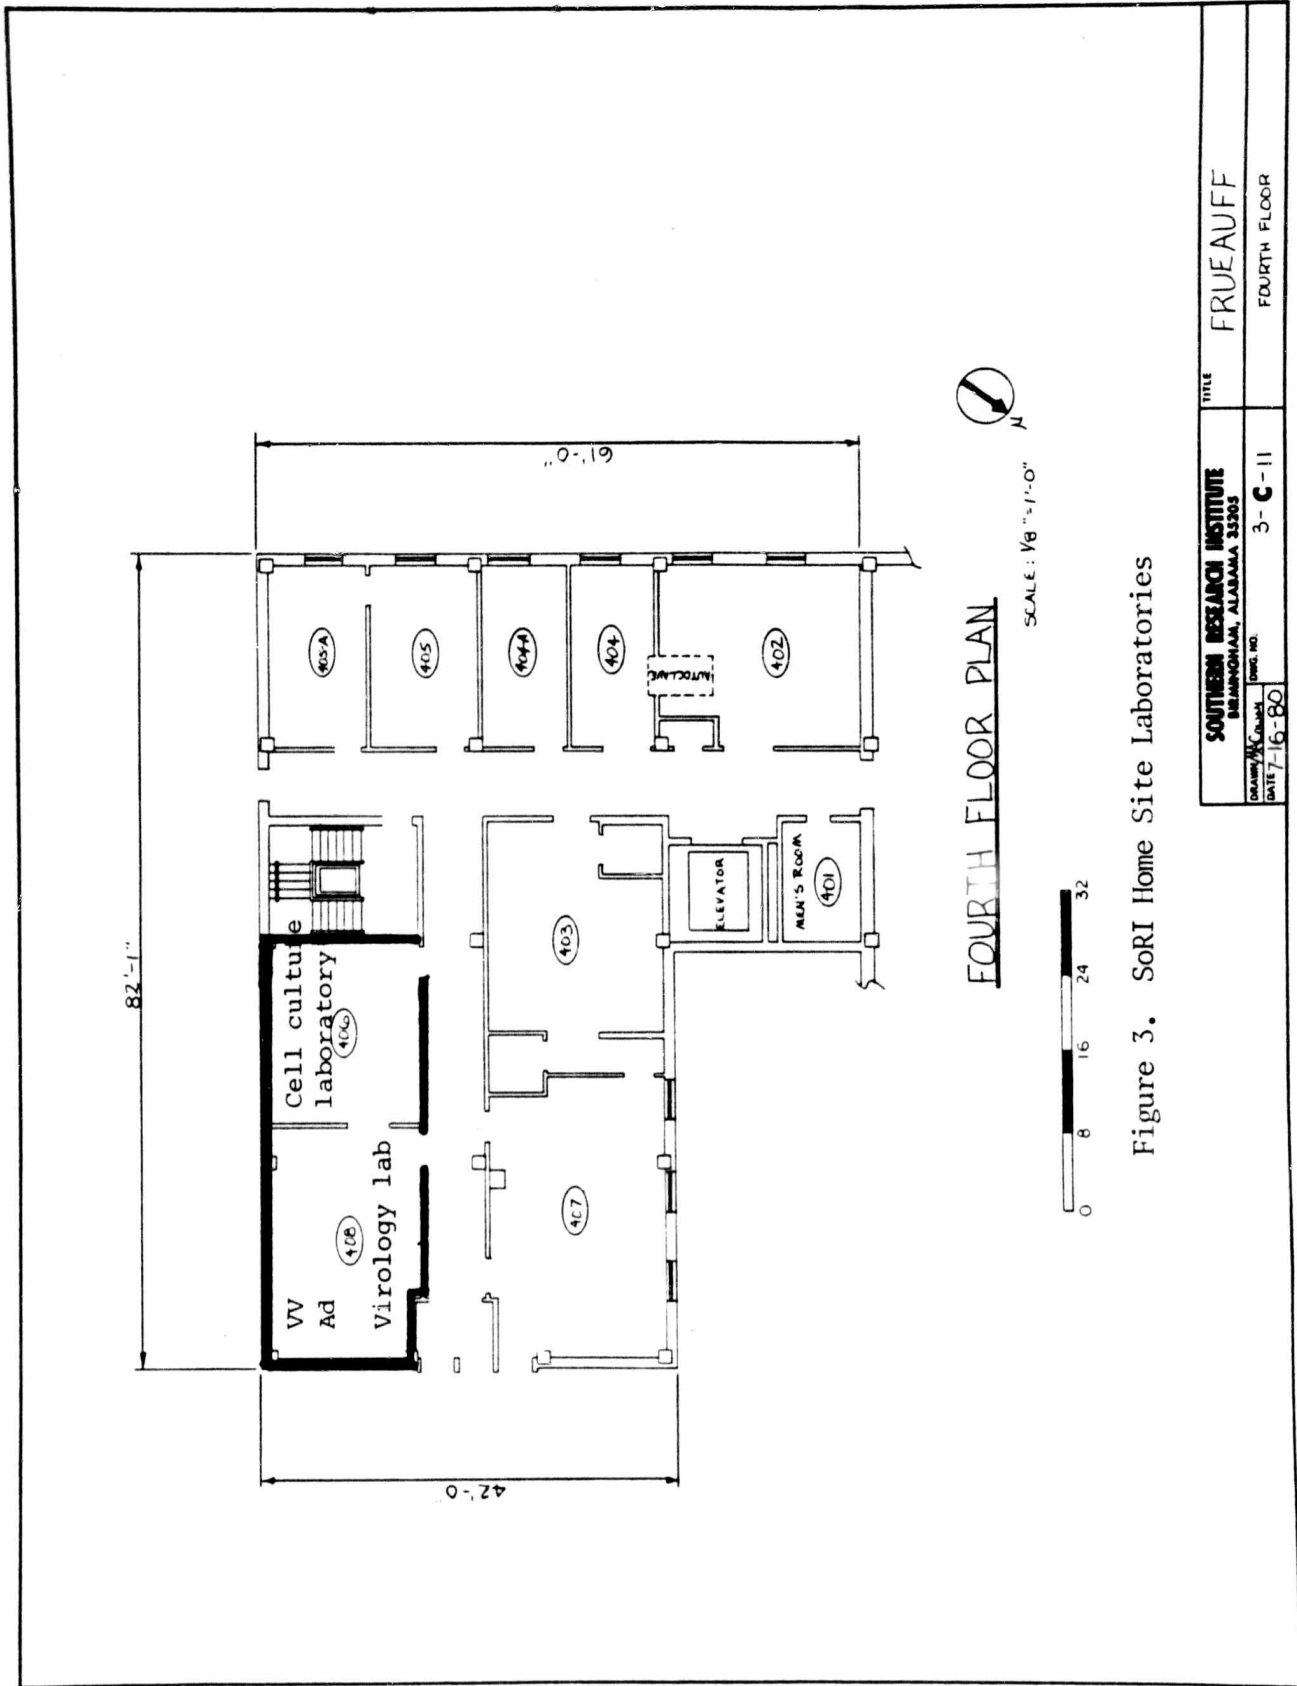 82'-1"
61'-0"
42'-0
Cell culture
laboratory
406
VV
Ad
408
Virology lab
403
407
405-A
405
404-A
404
AUTOCLAVE
402
ELEVATOR
MEN'S ROOM
401
FOURTH FLOOR PLAN
SCALE: 1/8"=1'-0"
N
0 8 16 24 32
Figure 3. SoRI Home Site Laboratories
SOUTHERN RESEARCH INSTITUTE
BIRMINGHAM, ALABAMA 35205
DRAWN
DATE 7-16-80
DWG. NO.
3-C-11
TITLE
FRUEAUFF
FOURTH FLOOR